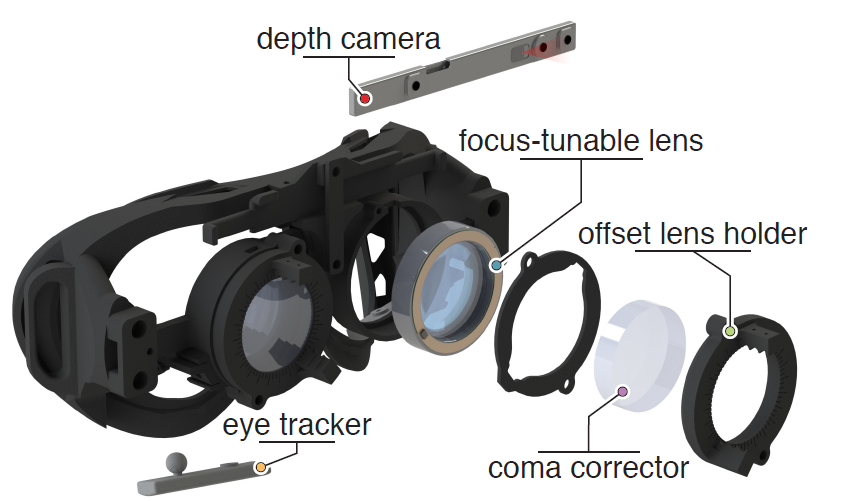 depth camera
focus-tunable lens
offset lens holder
eye tracker
coma corrector